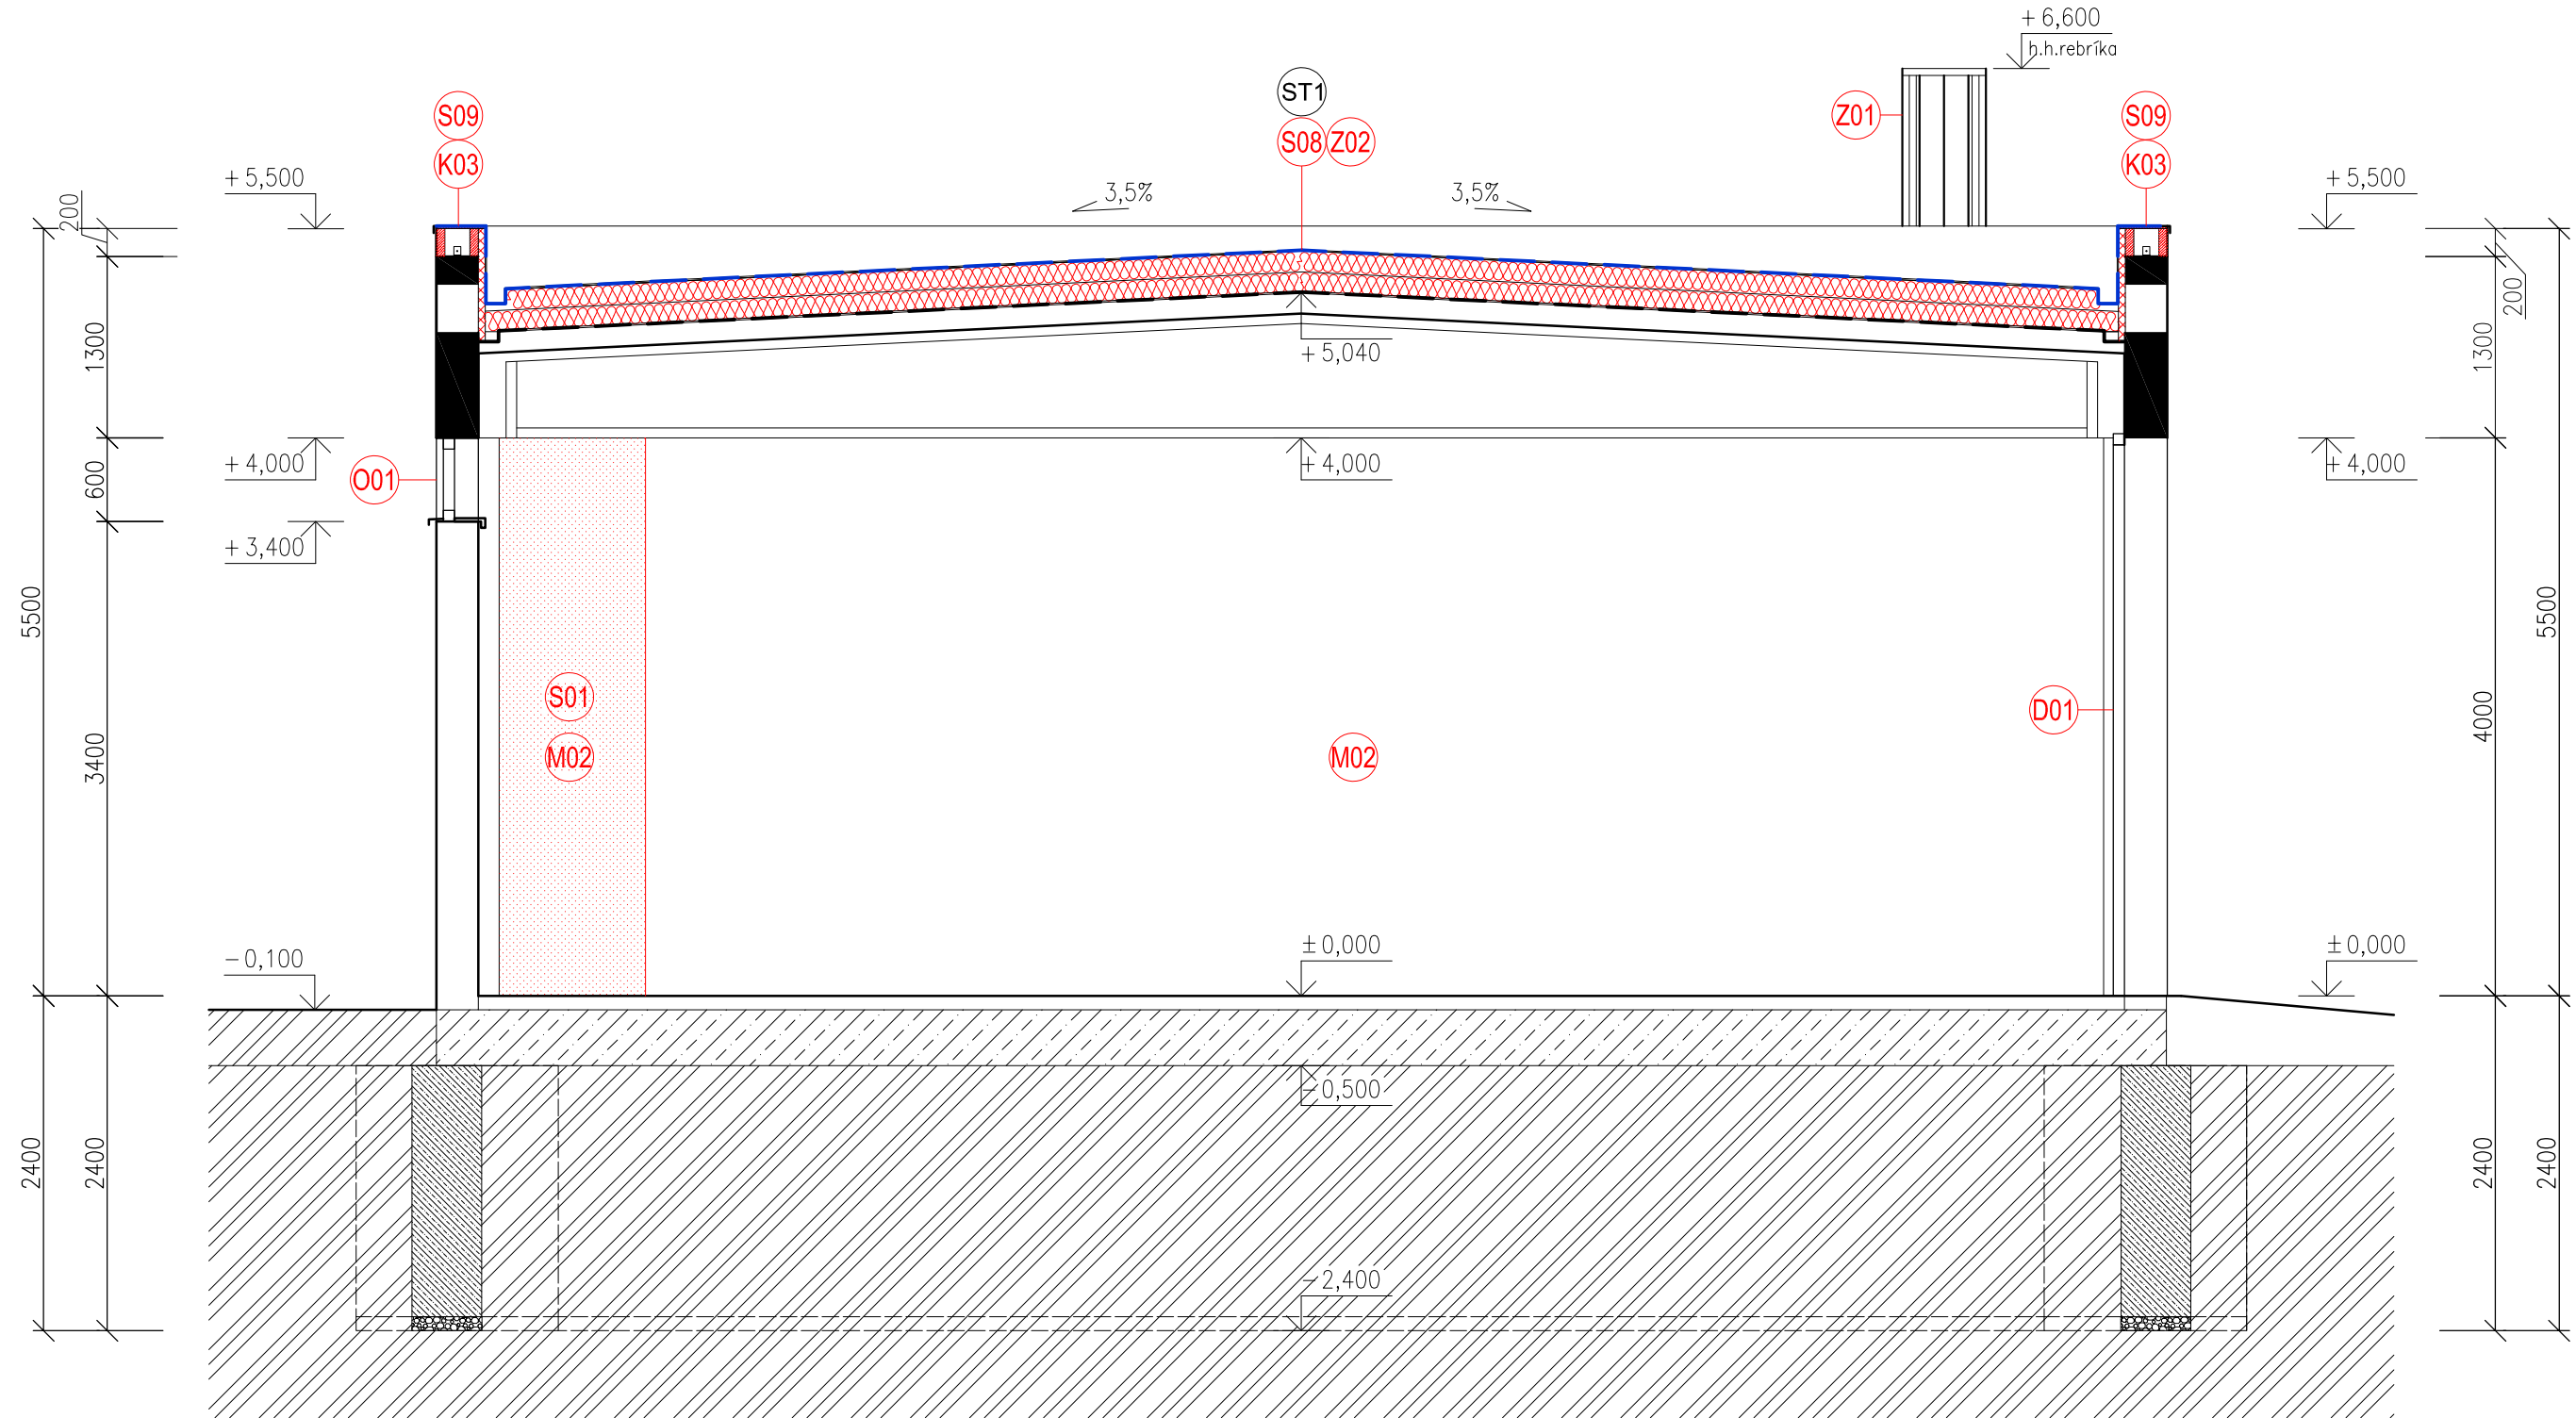 + 6,600
h.h.rebríka
ST1
S09
Z01
S09
S08
Z02
K03
K03
+ 5,500
3,5%
3,5%
+ 5,500
200
200
1300
+ 5,040
1300
+ 4,000
O01
+ 4,000
+ 4,000
600
+ 3,400
5500
5500
S01
D01
3400
M02
M02
4000
- 0,100
± 0,000
± 0,000
- 0,500
2400
2400
2400
2400
- 2,400